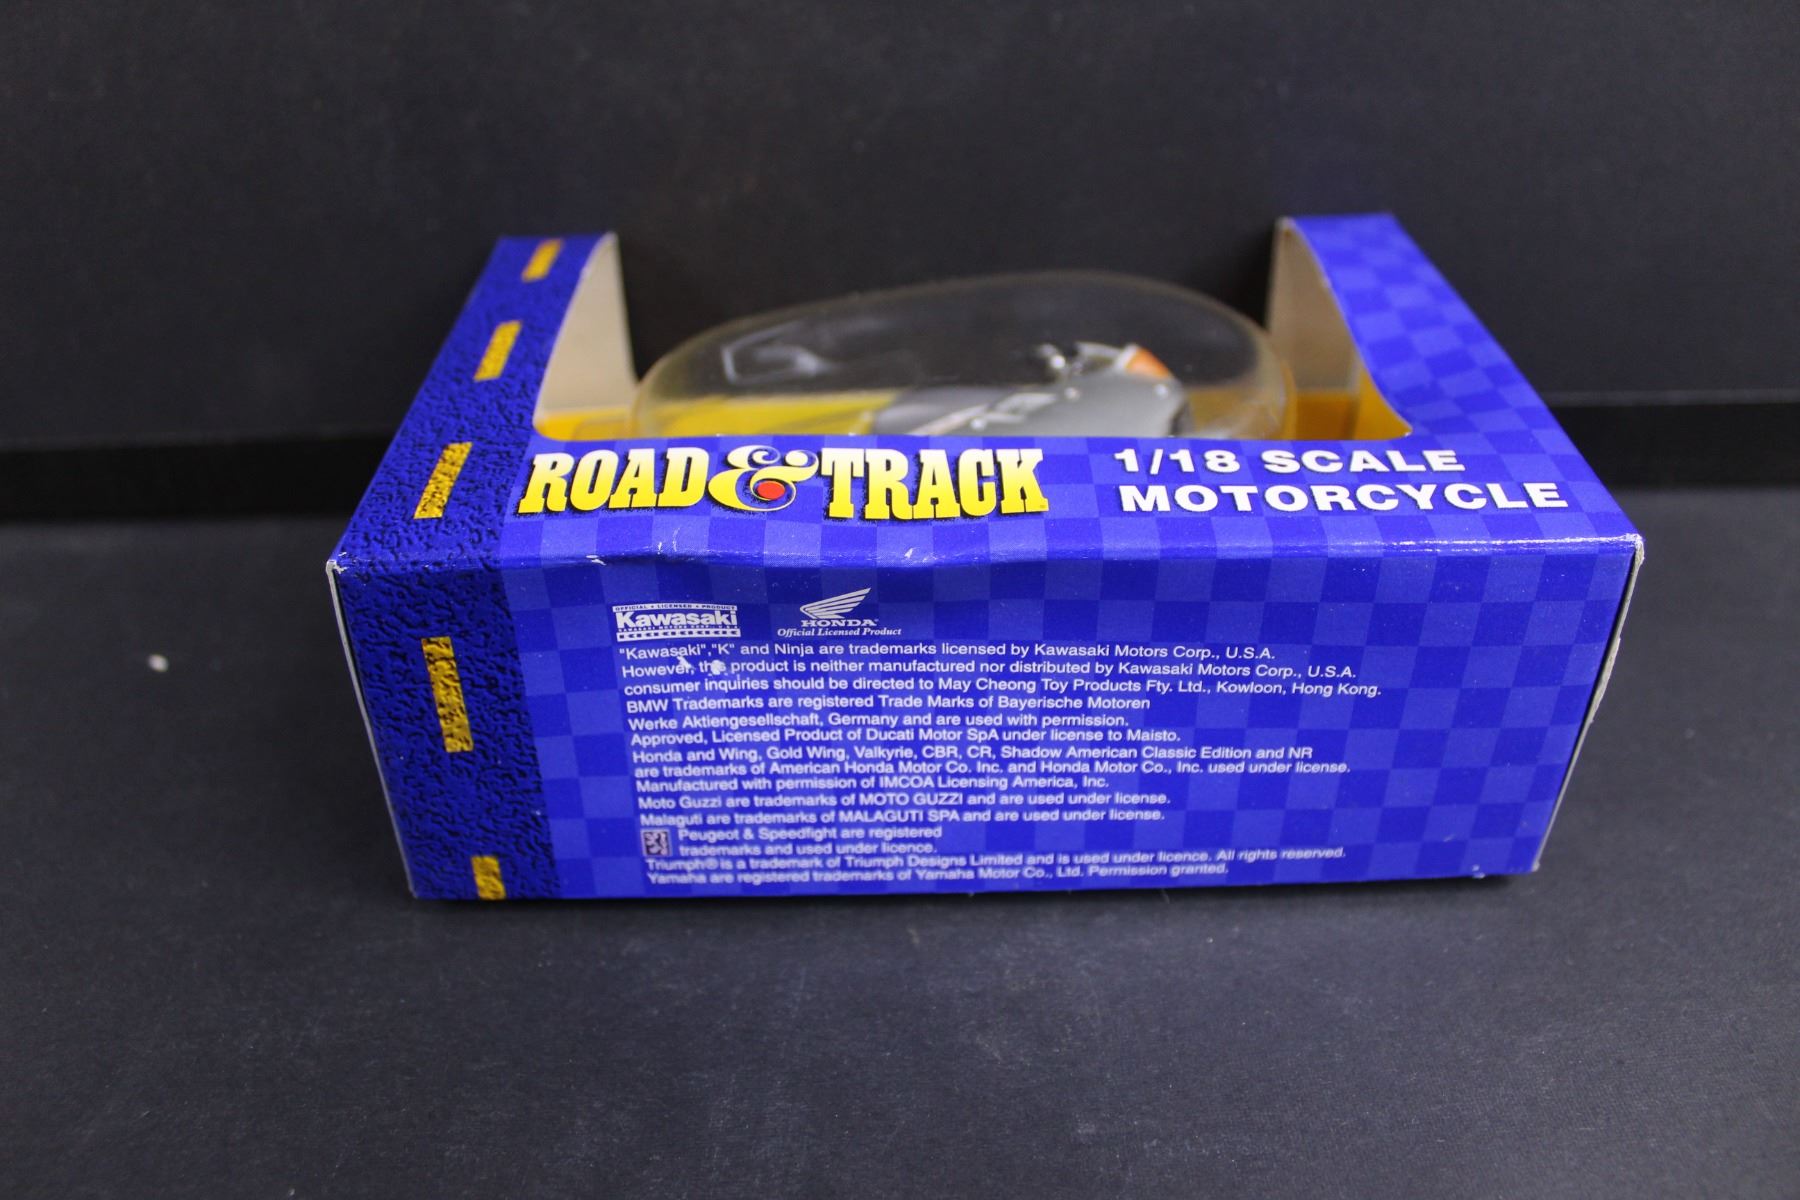 ROAD & TRACK
1/18 SCALE
MOTORCYCLE
OFFICIAL • LICENSED • PRODUCT
Kawasaki
KAWASAKI MOTORS CORP., U.S.A.
HONDA
Official Licensed Product
"Kawasaki","K" and Ninja are trademarks licensed by Kawasaki Motors Corp., U.S.A.
However, this product is neither manufactured nor distributed by Kawasaki Motors Corp., U.S.A.
consumer inquiries should be directed to May Cheong Toy Products Fty. Ltd., Kowloon, Hong Kong.
BMW Trademarks are registered Trade Marks of Bayerische Motoren
Werke Aktiengesellschaft, Germany and are used with permission.
Approved, Licensed Product of Ducati Motor SpA under license to Maisto.
Honda and Wing, Gold Wing, Valkyrie, CBR, CR, Shadow American Classic Edition and NR
are trademarks of American Honda Motor Co. Inc. and Honda Motor Co., Inc. used under license.
Manufactured with permission of IMCOA Licensing America, Inc.
Moto Guzzi are trademarks of MOTO GUZZI and are used under license.
Malaguti are trademarks of MALAGUTI SPA and are used under license.
Peugeot & Speedfight are registered
trademarks and used under licence.
Triumph® is a trademark of Triumph Designs Limited and is used under licence. All rights reserved.
Yamaha are registered trademarks of Yamaha Motor Co., Ltd. Permission granted.